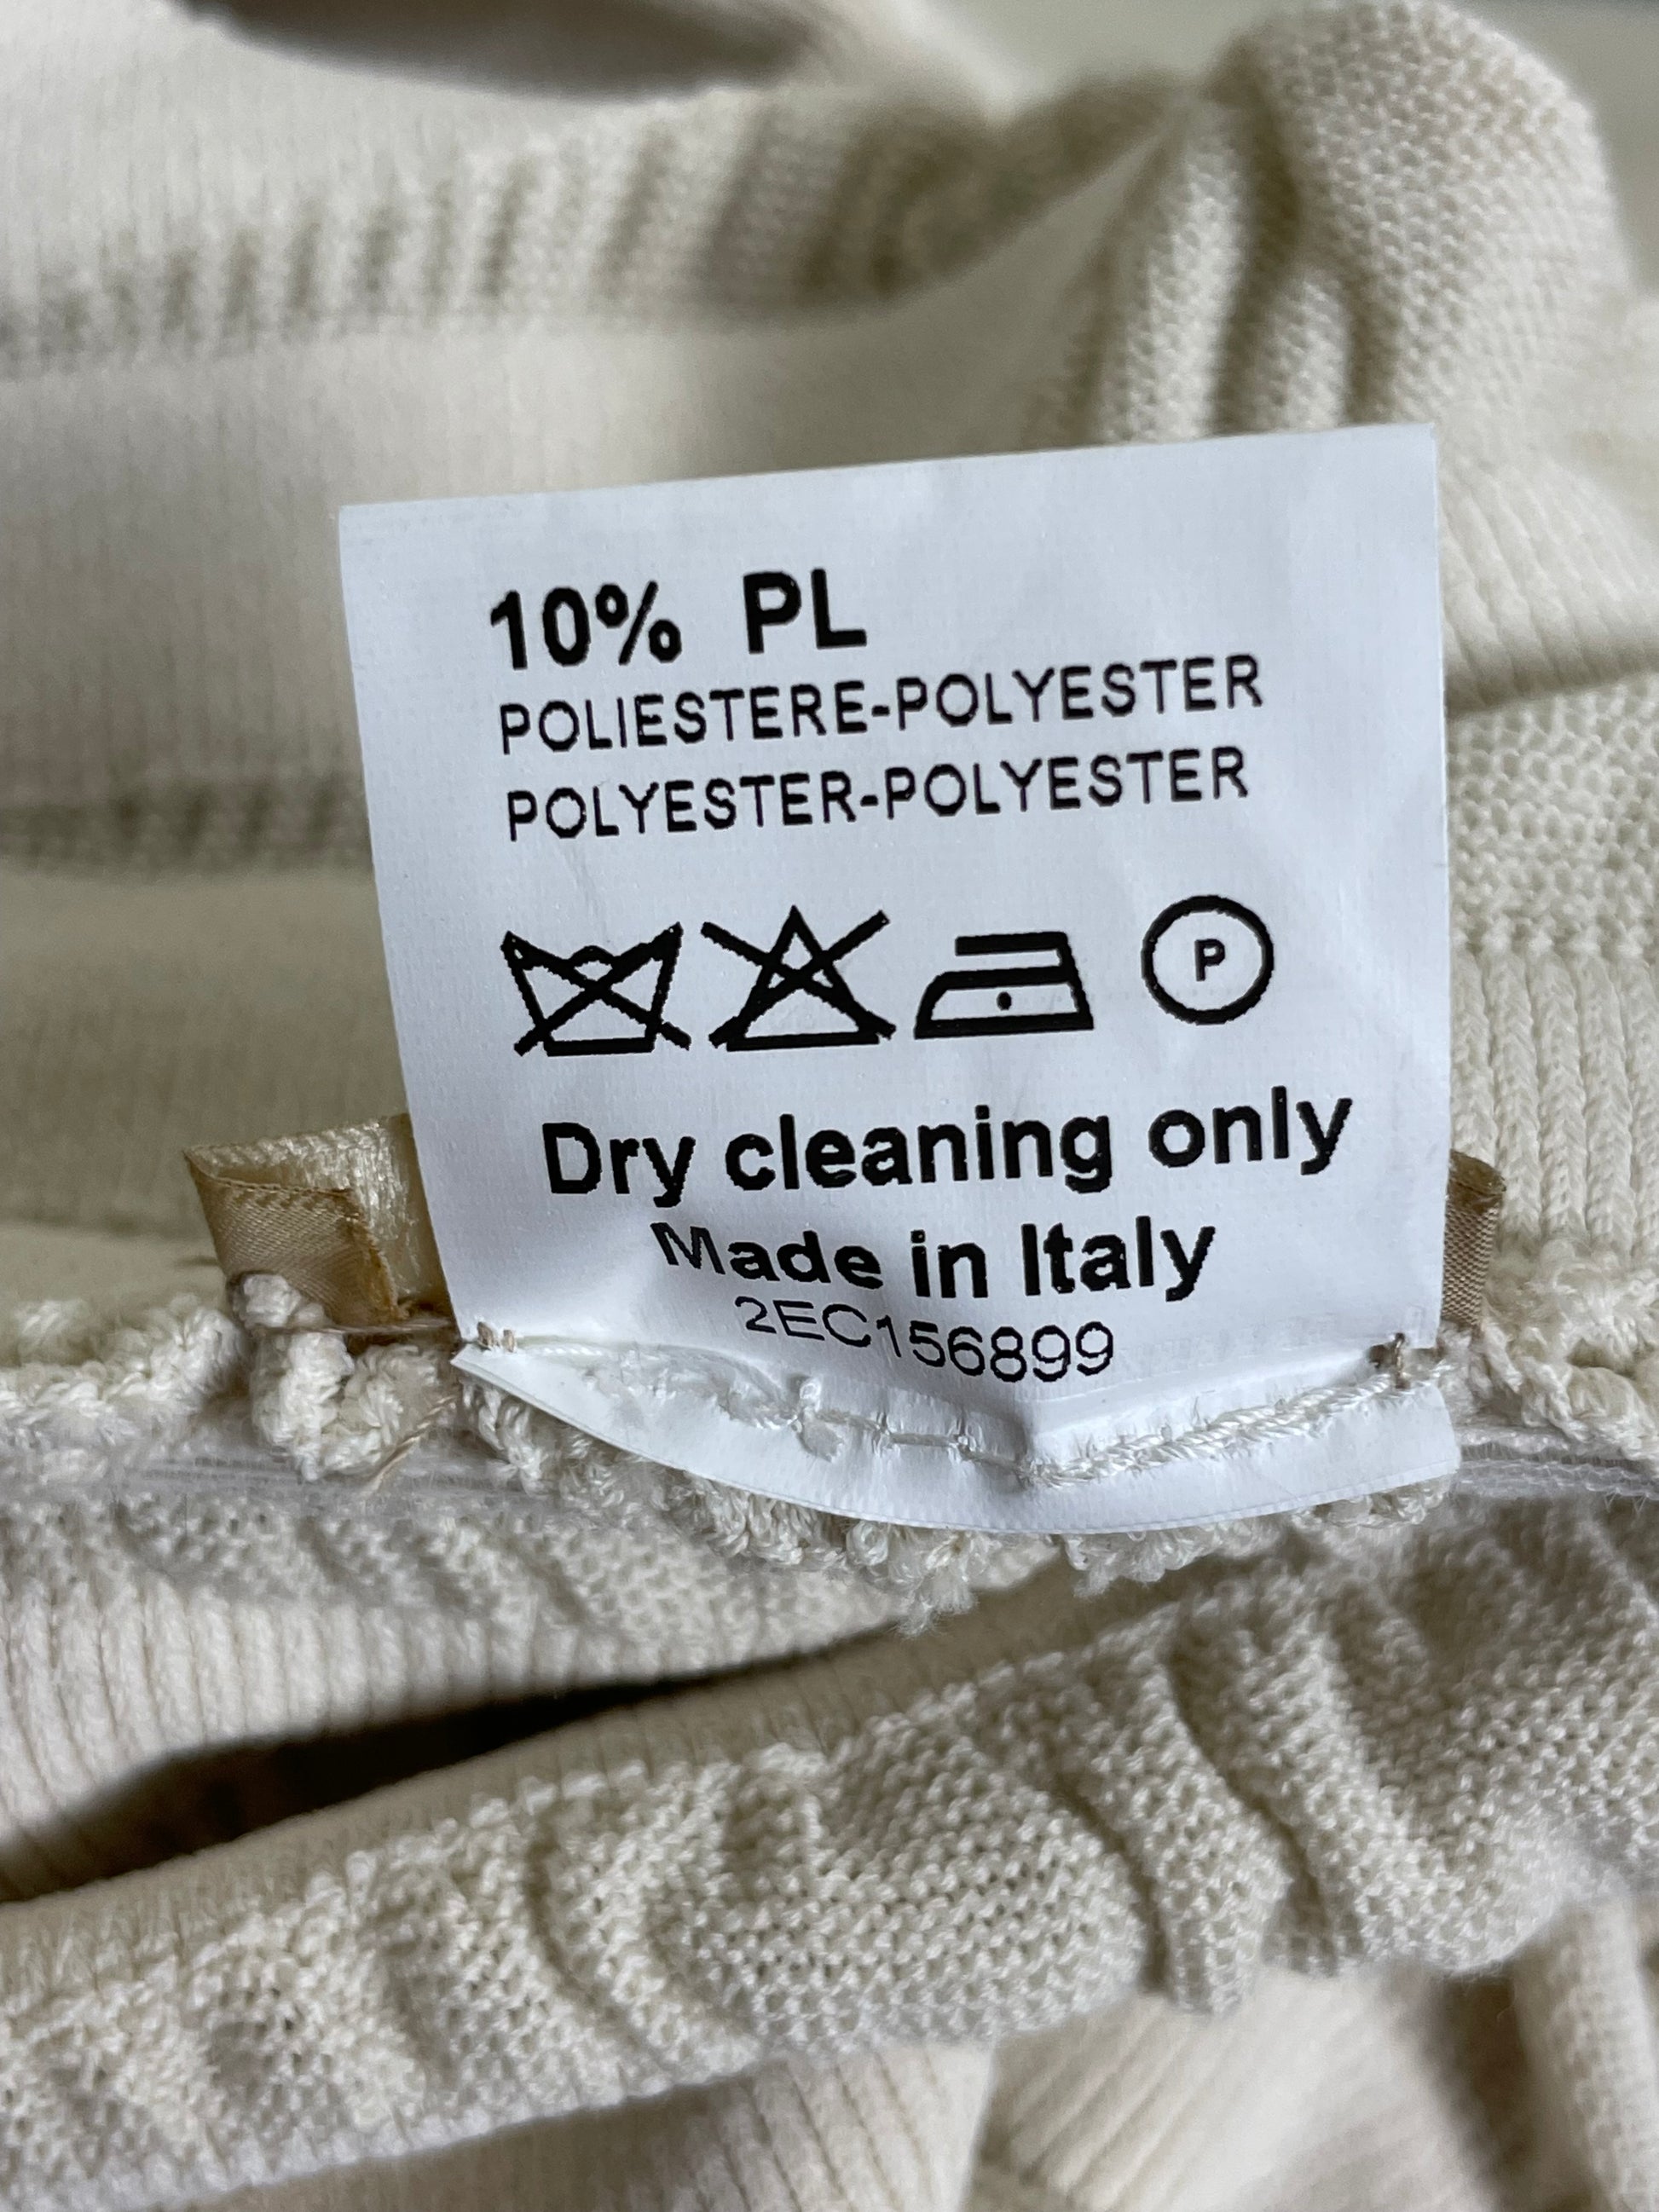 10% PL
POLIESTERE-POLYESTER
POLYESTER-POLYESTER
P
Dry cleaning only
Made in Italy
2EC156899